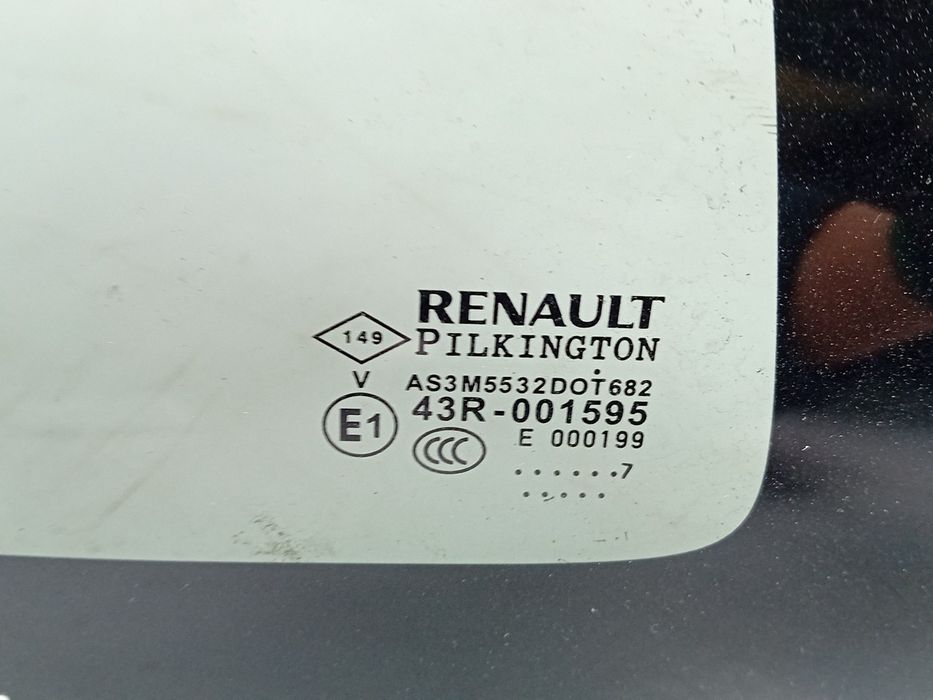 RENAULT
149 PILKINGTON
V AS3M5532DOT682
E1 43R-001595
CCC E 000199
. . . . . . .7
. . . . .